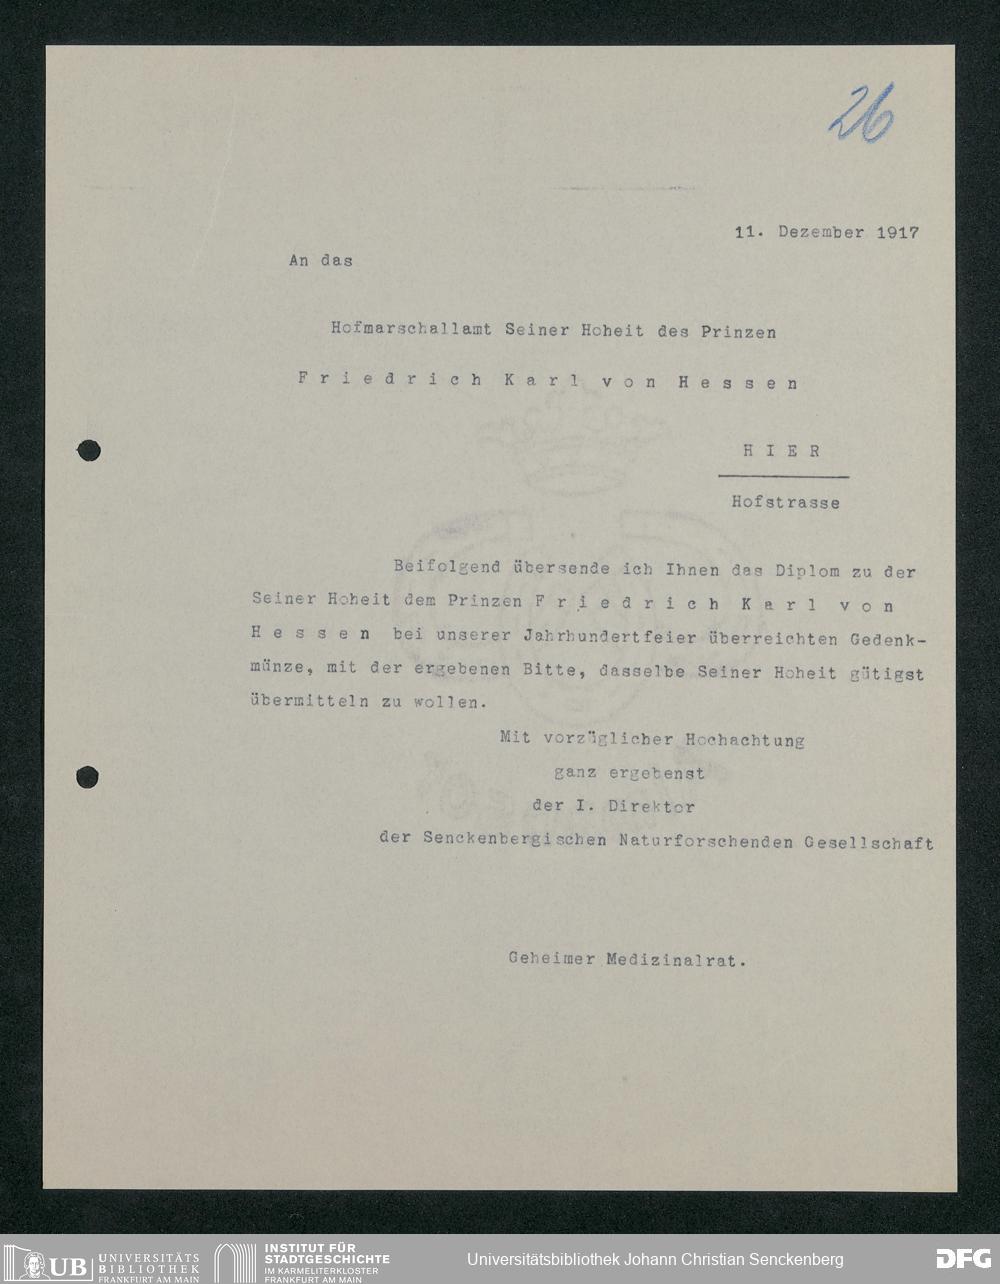 26
11. Dezember 1917
An das
Hofmarschallamt Seiner Hoheit des Prinzen
F r i e d r i c h  K a r l  v o n  H e s s e n
H I E R
Hofstrasse
Beifolgend übersende ich Ihnen das Diplom zu der
Seiner Hoheit dem Prinzen F r i e d r i c h  K a r l  v o n
H e s s e n  bei unserer Jahrhundertfeier überreichten Gedenk-
münze, mit der ergebenen Bitte, dasselbe Seiner Hoheit gütigst
übermitteln zu wollen.
Mit vorzüglicher Hochachtung
ganz ergebenst
der I. Direktor
der Senckenbergischen Naturforschenden Gesellschaft
Geheimer Medizinalrat.
UB UNIVERSITÄTS
BIBLIOTHEK
FRANKFURT AM MAIN
INSTITUT FÜR
STADTGESCHICHTE
IM KARMELITERKLOSTER
FRANKFURT AM MAIN
Universitätsbibliothek Johann Christian Senckenberg
DFG